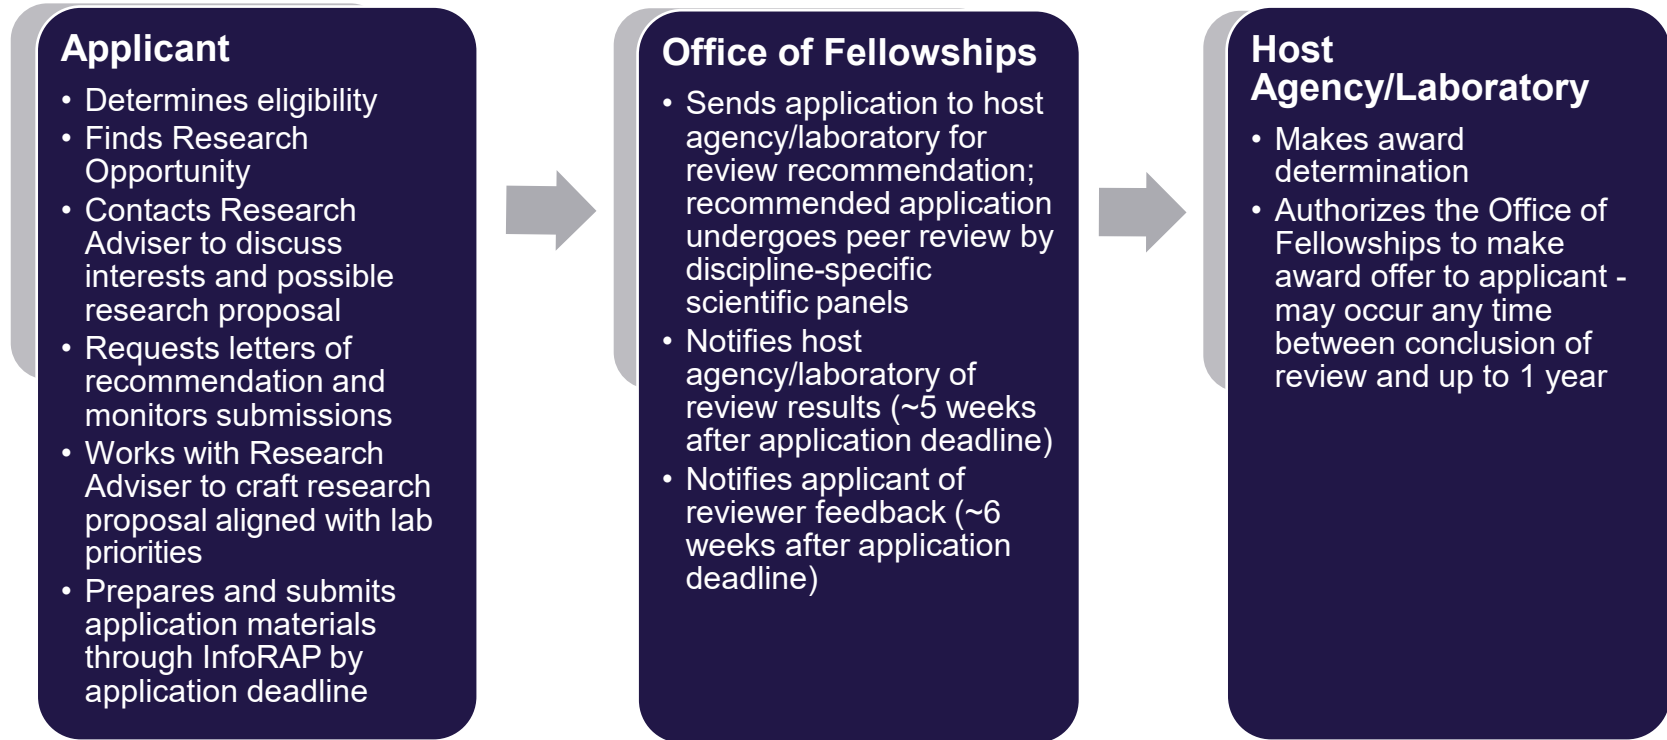 Applicant
• Determines eligibility
• Finds Research
Opportunity
• Contacts Research
Adviser to discuss
interests and possible
research proposal
• Requests letters of
recommendation and
monitors submissions
• Works with Research
Adviser to craft research
proposal aligned with lab
priorities
• Prepares and submits
application materials
through InfoRAP by
application deadline
Office of Fellowships
• Sends application to host
agency/laboratory for
review recommendation;
recommended application
undergoes peer review by
discipline-specific
scientific panels
• Notifies host
agency/laboratory of
review results (~5 weeks
after application deadline)
• Notifies applicant of
reviewer feedback (~6
weeks after application
deadline)
Host
Agency/Laboratory
• Makes award
determination
• Authorizes the Office of
Fellowships to make
award offer to applicant -
may occur any time
between conclusion of
review and up to 1 year